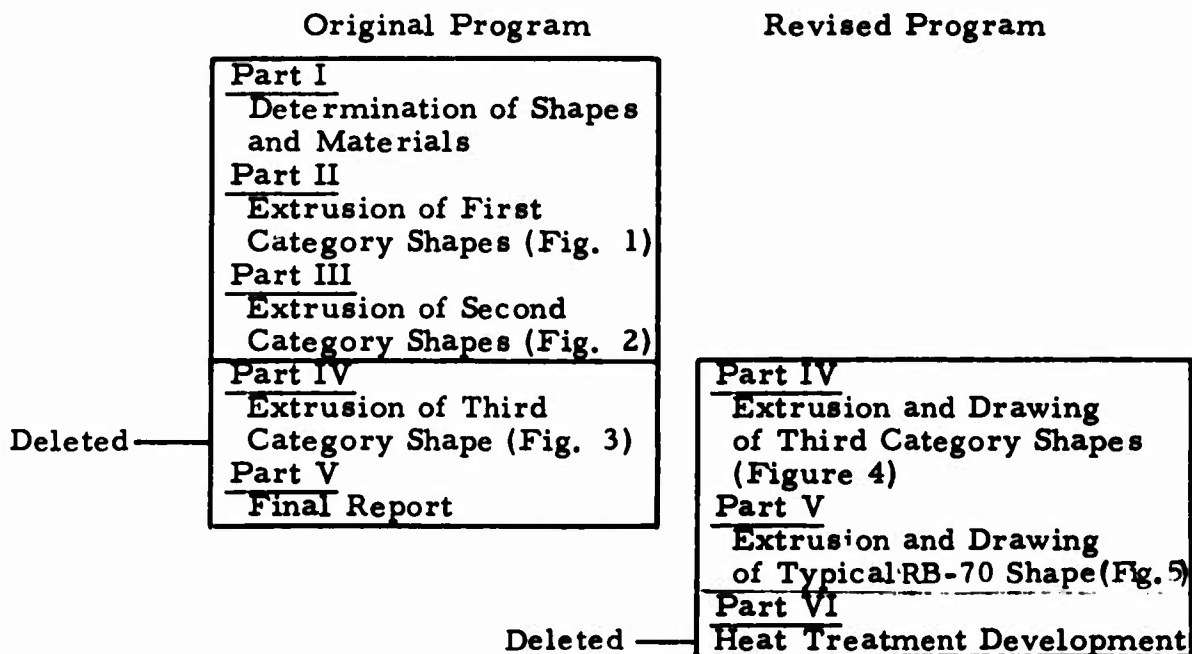 Original Program
Revised Program
Part I
Determination of Shapes
and Materials
Part II
Extrusion of First
Category Shapes (Fig. 1)
Part III
Extrusion of Second
Category Shapes (Fig. 2)
Part IV
Extrusion of Third
Category Shape (Fig. 3)
Part V
Final Report
Deleted
Part IV
Extrusion and Drawing
of Third Category Shapes
(Figure 4)
Part V
Extrusion and Drawing
of Typical RB-70 Shape (Fig. 5)
Part VI
Heat Treatment Development
Deleted